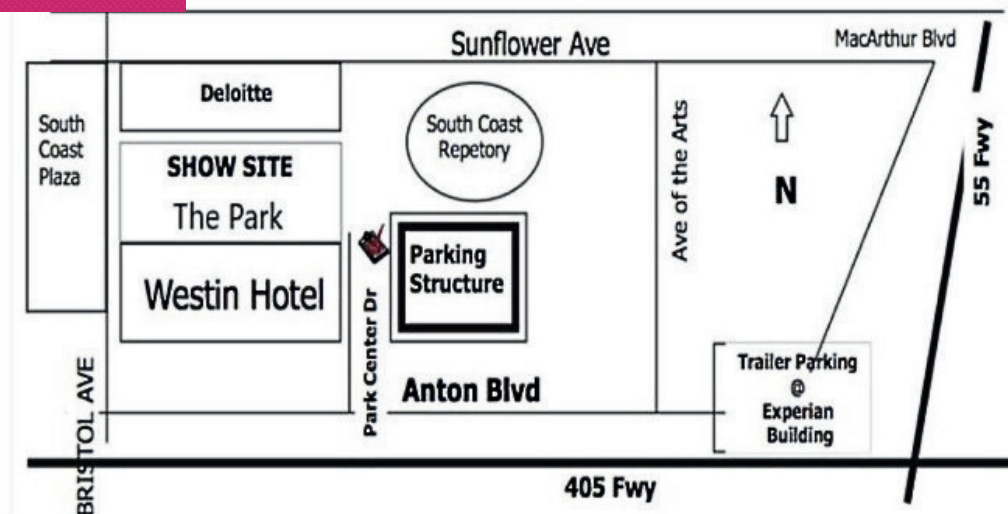 Sunflower Ave
MacArthur Blvd
South
Coast
Plaza
Deloitte
SHOW SITE
The Park
Westin Hotel
South Coast
Repetory
Parking
Structure
Park Center Dr
Ave of the Arts
N
55 Fwy
Anton Blvd
Trailer Parking
@
Experian
Building
BRISTOL AVE
405 Fwy